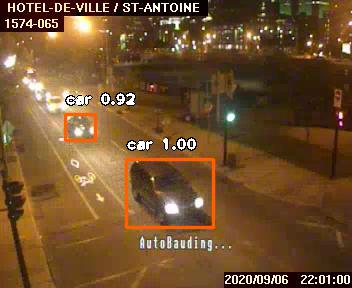 HOTEL-DE-VILLE / ST-ANTOINE
1574-065
car 0.92
car 1.00
AutoBauding...
2020/09/06 22:01:00